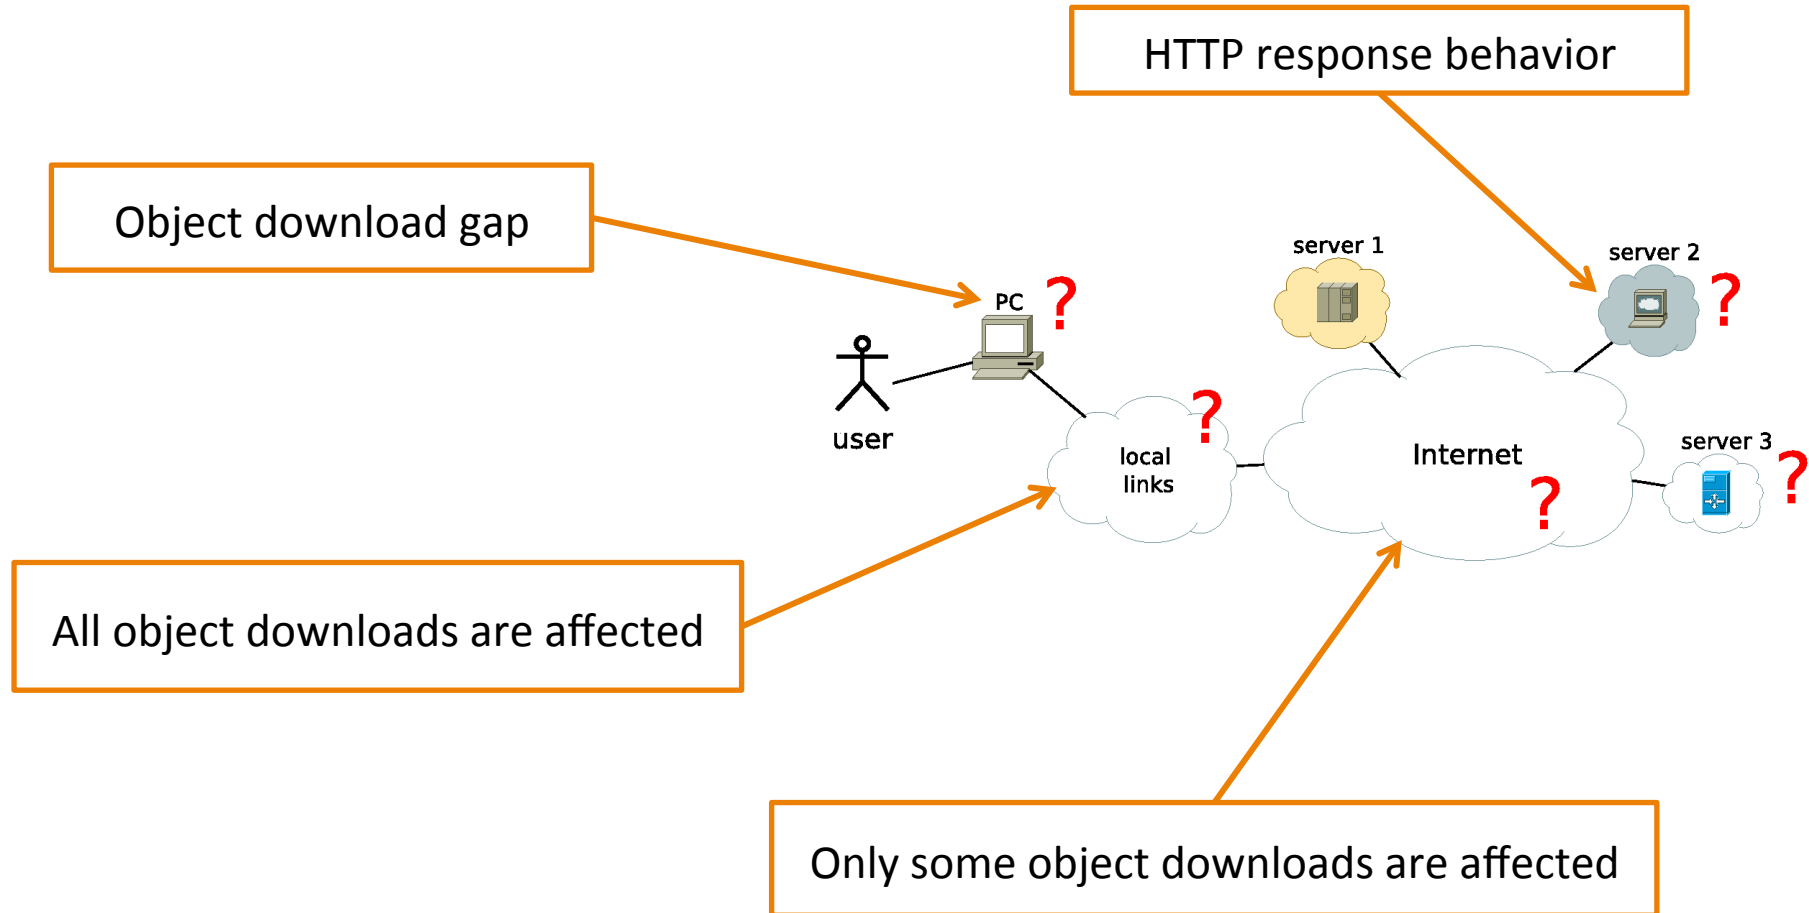 HTTP response behavior
Object download gap
server 1
server 2
?
PC
?
user
?
local
links
Internet
?
server 3
?
All object downloads are affected
Only some object downloads are affected